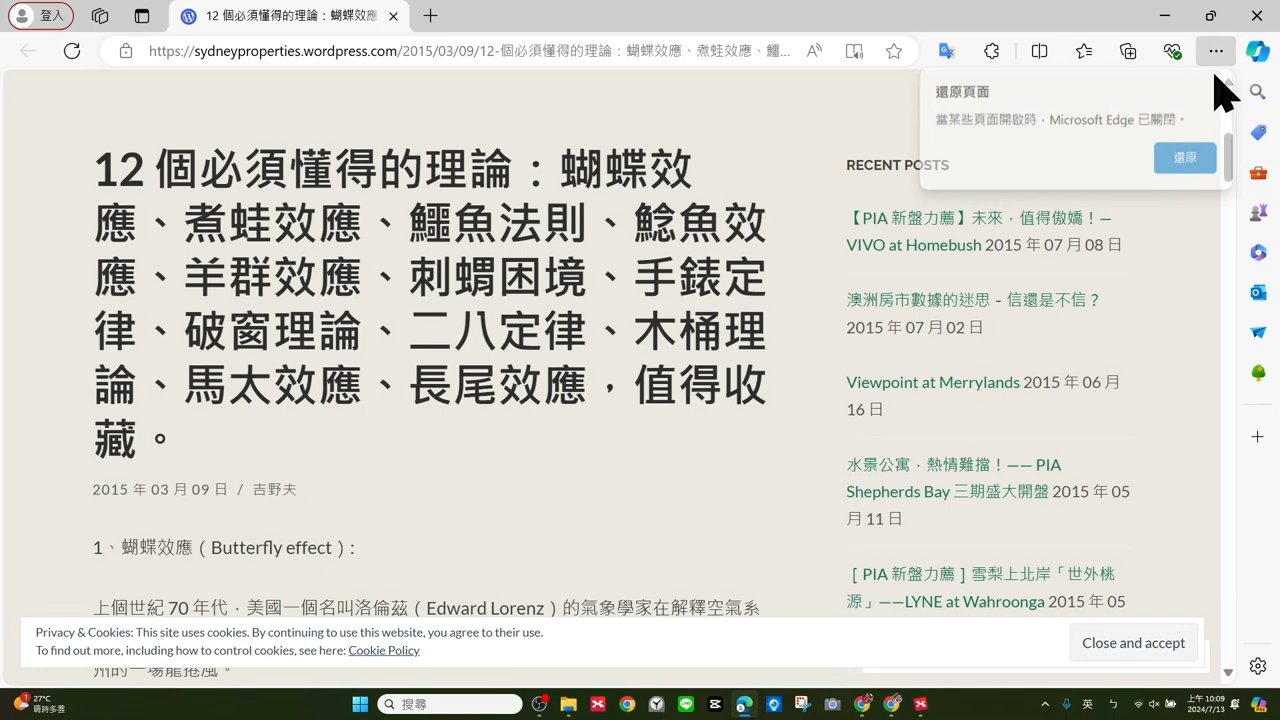 登入
12 個必須懂得的理論：蝴蝶效應
https://sydneyproperties.wordpress.com/2015/03/09/12-個必須懂得的理論：蝴蝶效應、煮蛙效應、鱷...
還原頁面
當某些頁面開啟時，Microsoft Edge 已關閉。
還原
12 個必須懂得的理論：蝴蝶效
應、煮蛙效應、鱷魚法則、鯰魚效
應、羊群效應、刺蝟困境、手錶定
律、破窗理論、二八定律、木桶理
論、馬太效應、長尾效應，值得收
藏。
2015 年 03 月 09 日 / 吉野夫
1、蝴蝶效應（Butterfly effect）:
上個世紀 70 年代，美國一個名叫洛倫茲（Edward Lorenz）的氣象學家在解釋空氣系
州的一場龍捲風。
RECENT POSTS
【PIA 新盤力薦】未來，值得傲嬌！—
VIVO at Homebush 2015 年 07 月 08 日
澳洲房市數據的迷思 – 信還是不信？
2015 年 07 月 02 日
Viewpoint at Merrylands 2015 年 06 月
16 日
水景公寓，熱情難擋！—— PIA
Shepherds Bay 三期盛大開盤 2015 年 05
月 11 日
［PIA 新盤力薦］雪梨上北岸「世外桃
源」——LYNE at Wahroonga 2015 年 05
Privacy & Cookies: This site uses cookies. By continuing to use this website, you agree to their use.
To find out more, including how to control cookies, see here: Cookie Policy
Close and accept
1
27°C
晴時多雲
搜尋
英
上午 10:09
2024/7/13